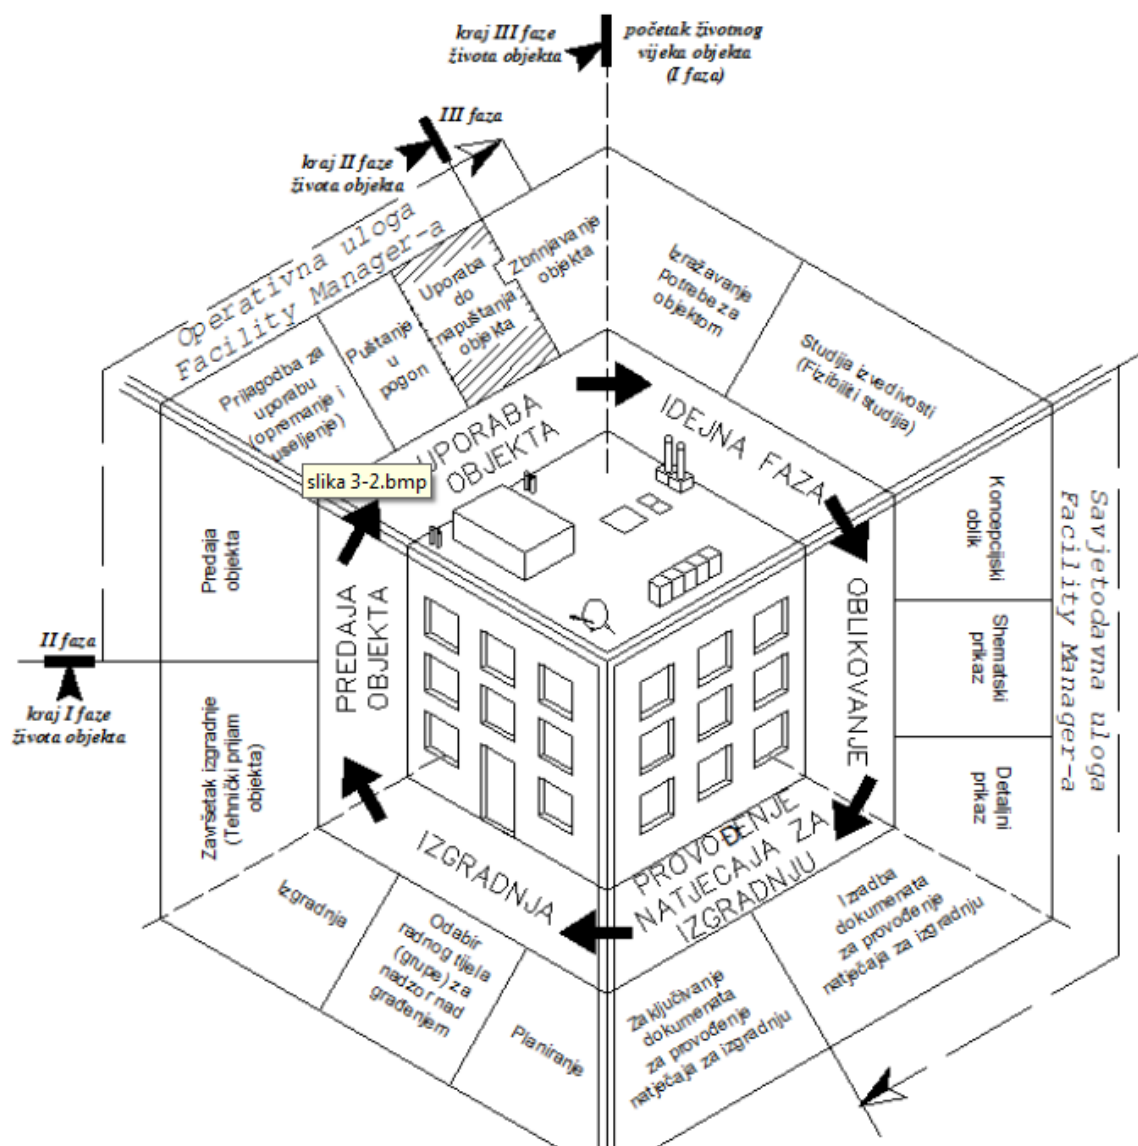 kraj III faze
života objekta
početak životnog
vijeka objekta
(I faza)
III faza
kraj II faze
života objekta
Operativna uloga
Facility Manager-a
Zbrinjavanje
objekta
Uporaba
do
napuštanja
objekta
Puštanje
u
pogon
Prilagodba za
uporabu
(opremanje i
useljenje)
Izražavanje
potrebe za
objektom
Studija izvedivosti
(Fizibiliti studija)
UPORABA
OBJEKTA
IDEJNA FAZA
slika 3-2.bmp
Koncepcijski
oblik
Shematski
prikaz
Detaljni
prikaz
Savjetodavna uloga
Facility Manager-a
OBLIKOVANJE
Predaja
objekta
PREDAJA
OBJEKTA
II faza
kraj I faze
života objekta
Završetak izgradnje
(Tehnički prijam
objekta)
IZGRADNJA
PROVOĐENJE
NATJEČAJA ZA
IZGRADNJU
Izgradnja
Odabir
radnog tijela
(grupe) za
nadzor nad
građenjem
Planiranje
Zaključivanje
dokumenata
za provođenje
natječaja za izgradnju
Izradba
dokumenata
za provođenje
natječaja za izgradnju